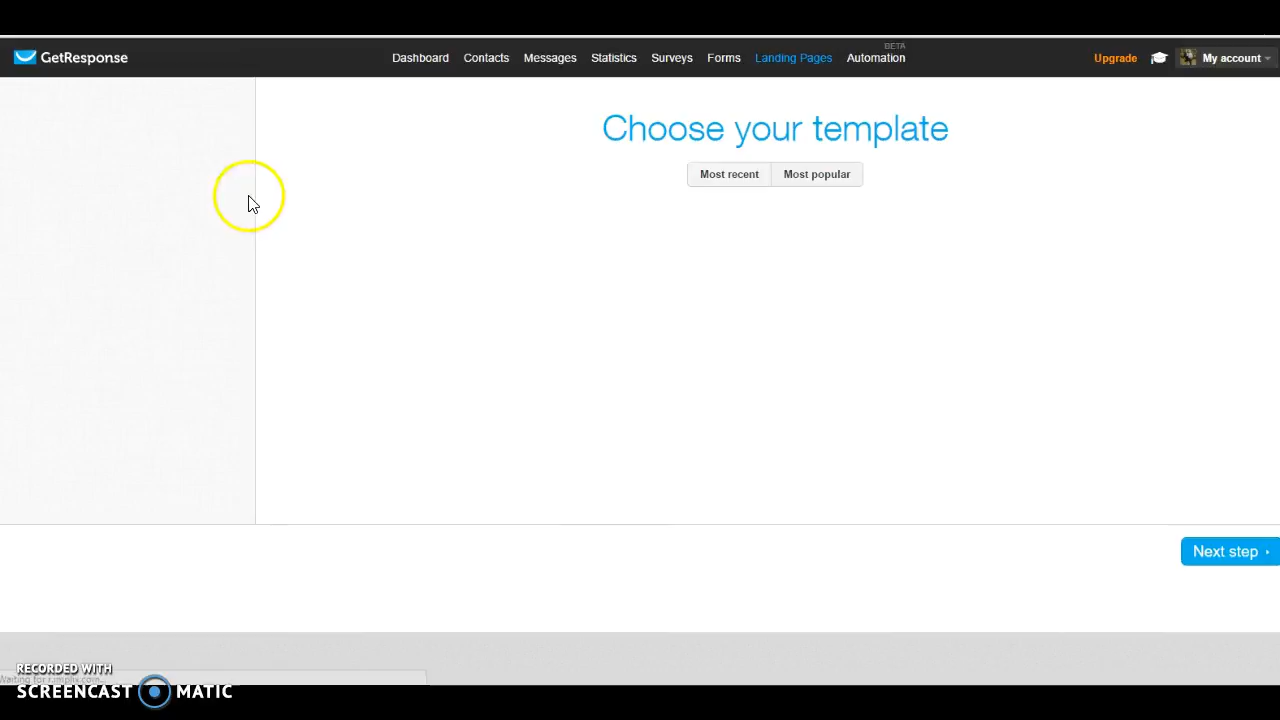 GetResponse
Dashboard Contacts Messages Statistics Surveys Forms Landing Pages Automation
BETA
Upgrade
My account
Choose your template
Most recent Most popular
Next step
RECORDED WITH
SCREENCAST MATIC